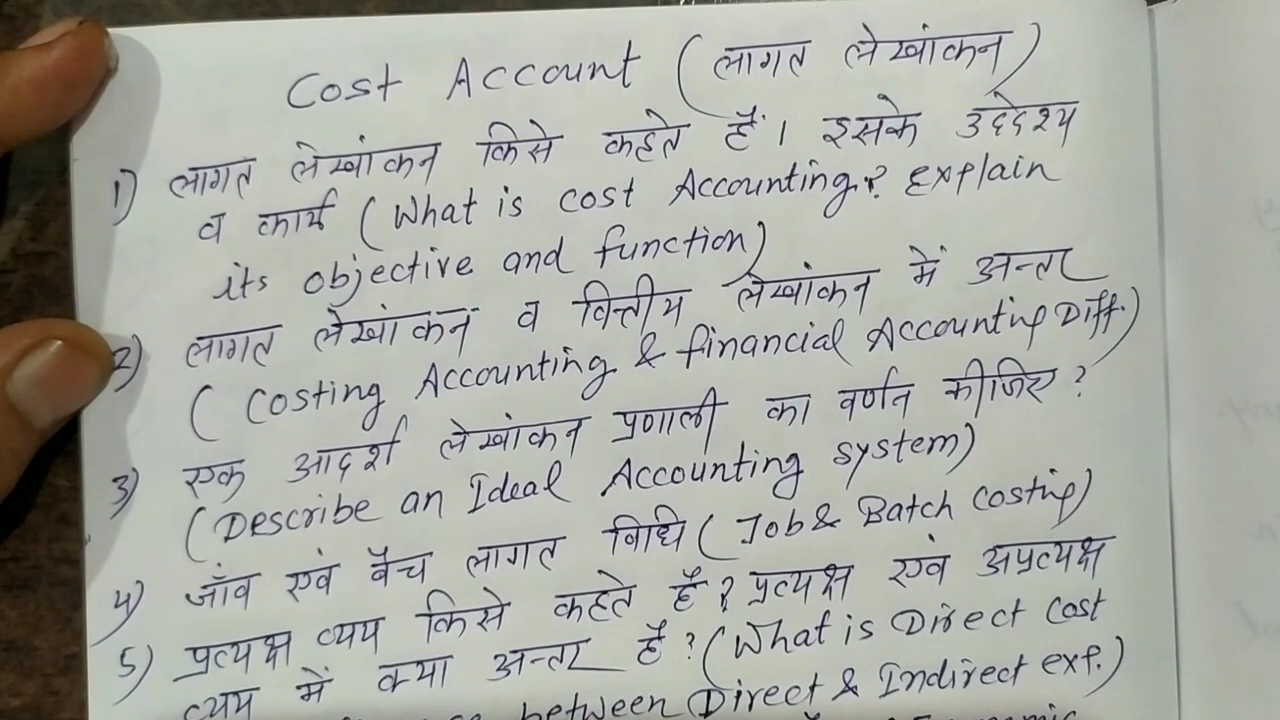 Cost Account (लागत लेखांकन)
1) लागत लेखांकन किसे कहते हैं। इसके उद्देश्य
व कार्य (What is cost Accounting? explain
its objective and function)
2) लागत लेखांकन व वित्तीय लेखांकन में अन्तर
(Costing Accounting & financial Accounting Diff.)
3) एक आदर्श लेखांकन प्रणाली का वर्णन कीजिए?
(Describe an Ideal Accounting system)
4) जॉब एवं बैच लागत विधि (Job & Batch Costing)
5) प्रत्यक्ष व्यय किसे कहते है? प्रत्यक्ष एवं अप्रत्यक्ष
व्यय में क्या अन्तर है? (What is Direct Cost
between Direct & Indirect exp.)